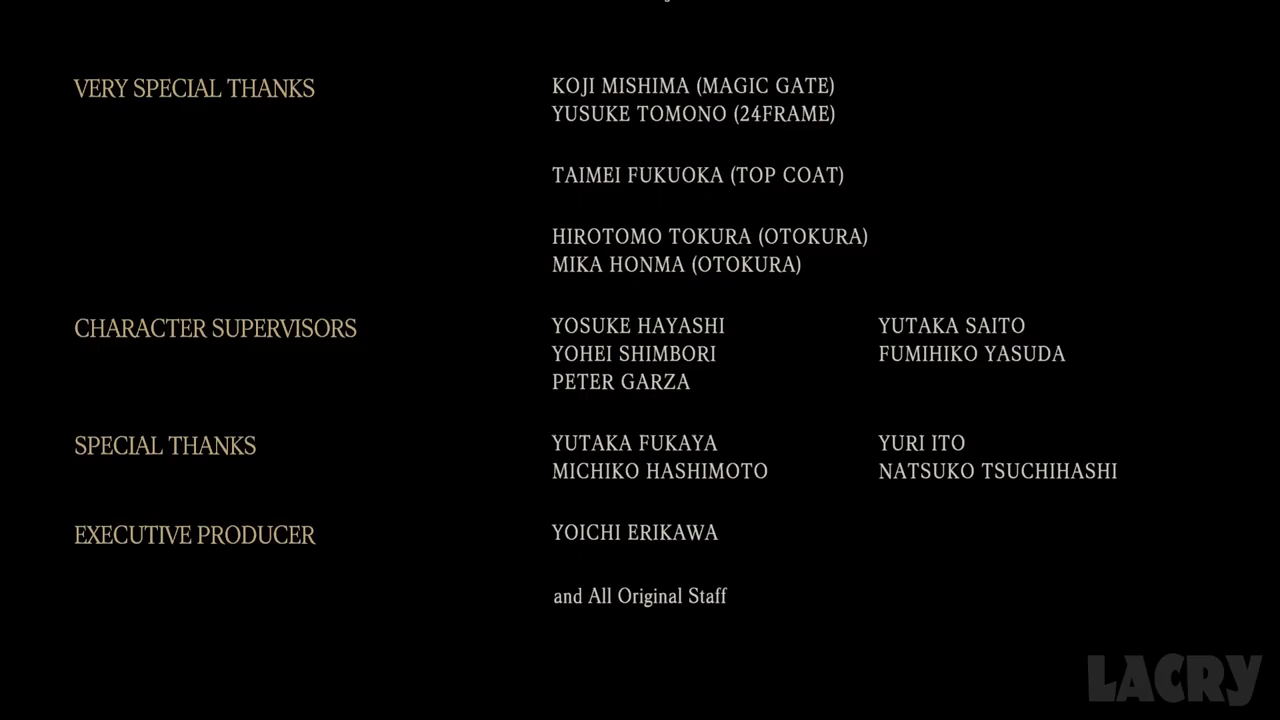 VERY SPECIAL THANKS
KOJI MISHIMA (MAGIC GATE)
YUSUKE TOMONO (24FRAME)
TAIMEI FUKUOKA (TOP COAT)
HIROTOMO TOKURA (OTOKURA)
MIKA HONMA (OTOKURA)
CHARACTER SUPERVISORS
YOSUKE HAYASHI YUTAKA SAITO
YOHEI SHIMBORI FUMIHIKO YASUDA
PETER GARZA
SPECIAL THANKS
YUTAKA FUKAYA YURI ITO
MICHIKO HASHIMOTO NATSUKO TSUCHIHASHI
EXECUTIVE PRODUCER
YOICHI ERIKAWA
and All Original Staff
LACRY